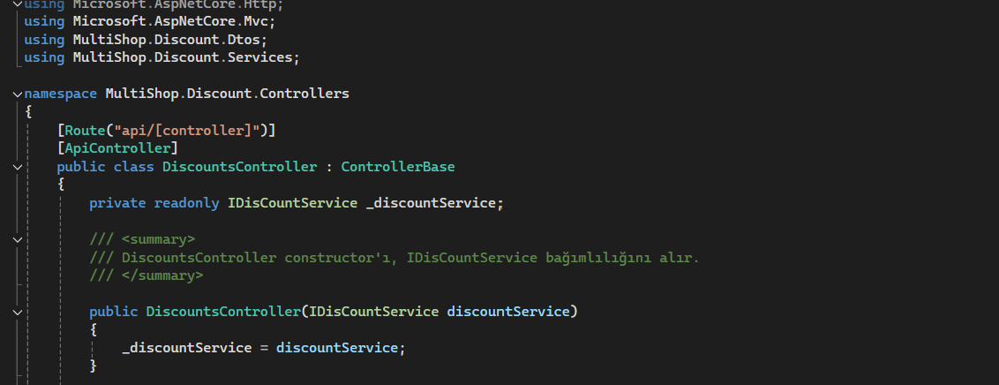 using Microsoft.AspNetCore.Http;
using Microsoft.AspNetCore.Mvc;
using MultiShop.Discount.Dtos;
using MultiShop.Discount.Services;
namespace MultiShop.Discount.Controllers
{
[Route("api/[controller]")]
[ApiController]
public class DiscountsController : ControllerBase
{
private readonly IDisCountService _discountService;
/// <summary>
/// DiscountsController constructor'ı, IDisCountService bağımlılığını alır.
/// </summary>
public DiscountsController(IDisCountService discountService)
{
_discountService = discountService;
}